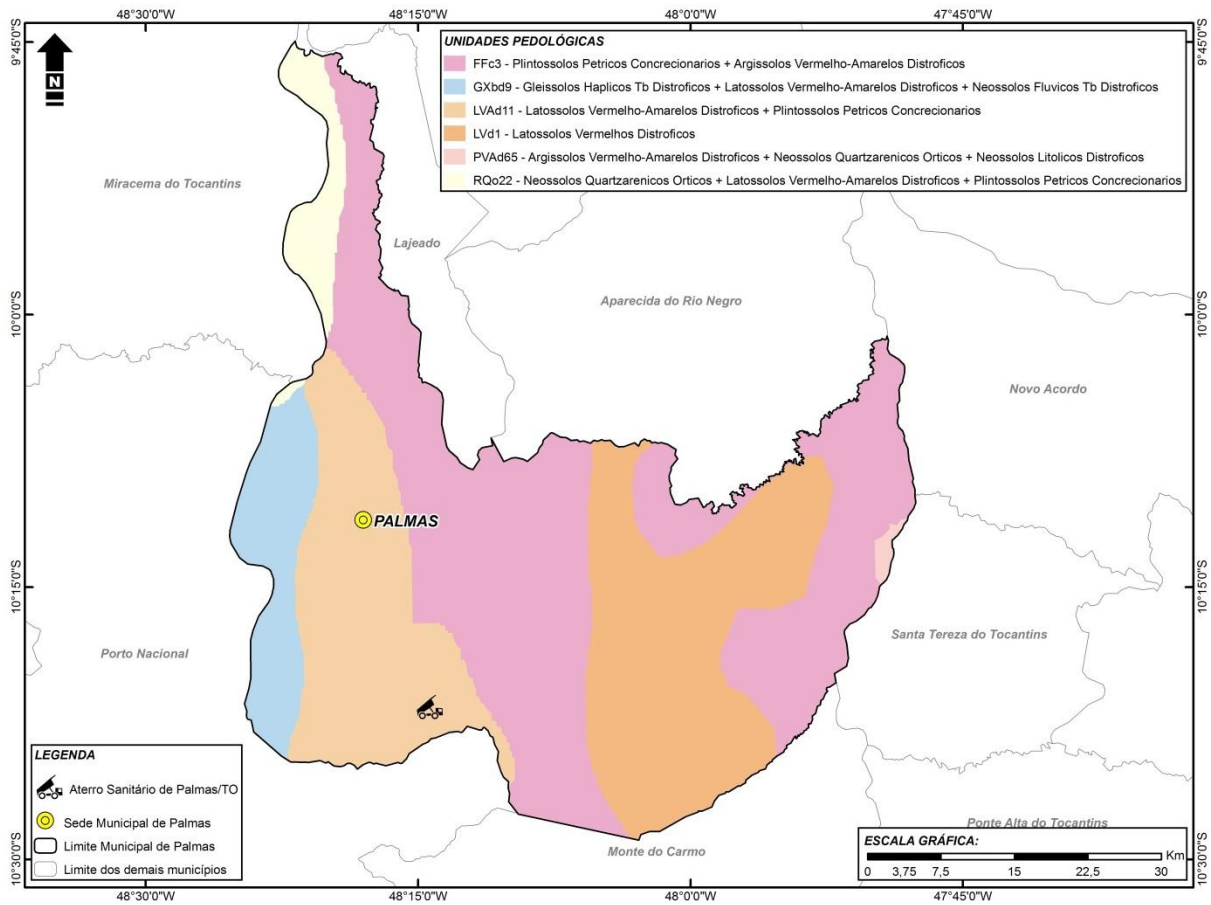 48°30'0"W
48°15'0"W
48°0'0"W
47°45'0"W
9°45'0"S
9°45'0"S
N
UNIDADES PEDOLÓGICAS
FFc3 - Plintossolos Petricos Concrecionarios + Argissolos Vermelho-Amarelos Distroficos
GXbd9 - Gleissolos Haplicos Tb Distroficos + Latossolos Vermelho-Amarelos Distroficos + Neossolos Fluvicos Tb Distroficos
LVAd11 - Latossolos Vermelho-Amarelos Distroficos + Plintossolos Petricos Concrecionarios
LVd1 - Latossolos Vermelhos Distroficos
PVAd65 - Argissolos Vermelho-Amarelos Distroficos + Neossolos Quartzarenicos Orticos + Neossolos Litolicos Distroficos
RQo22 - Neossolos Quartzarenicos Orticos + Latossolos Vermelho-Amarelos Distroficos + Plintossolos Petricos Concrecionarios
Miracema do Tocantins
Lajeado
Aparecida do Rio Negro
10°0'0"S
10°0'0"S
Novo Acordo
PALMAS
10°15'0"S
10°15'0"S
Santa Tereza do Tocantins
Porto Nacional
LEGENDA
Aterro Sanitário de Palmas/TO
Sede Municipal de Palmas
Limite Municipal de Palmas
Limite dos demais municípios
Ponte Alta do Tocantins
Monte do Carmo
ESCALA GRÁFICA:
Km
0 3,75 7,5 15 22,5 30
10°30'0"S
10°30'0"S
48°30'0"W
48°15'0"W
48°0'0"W
47°45'0"W